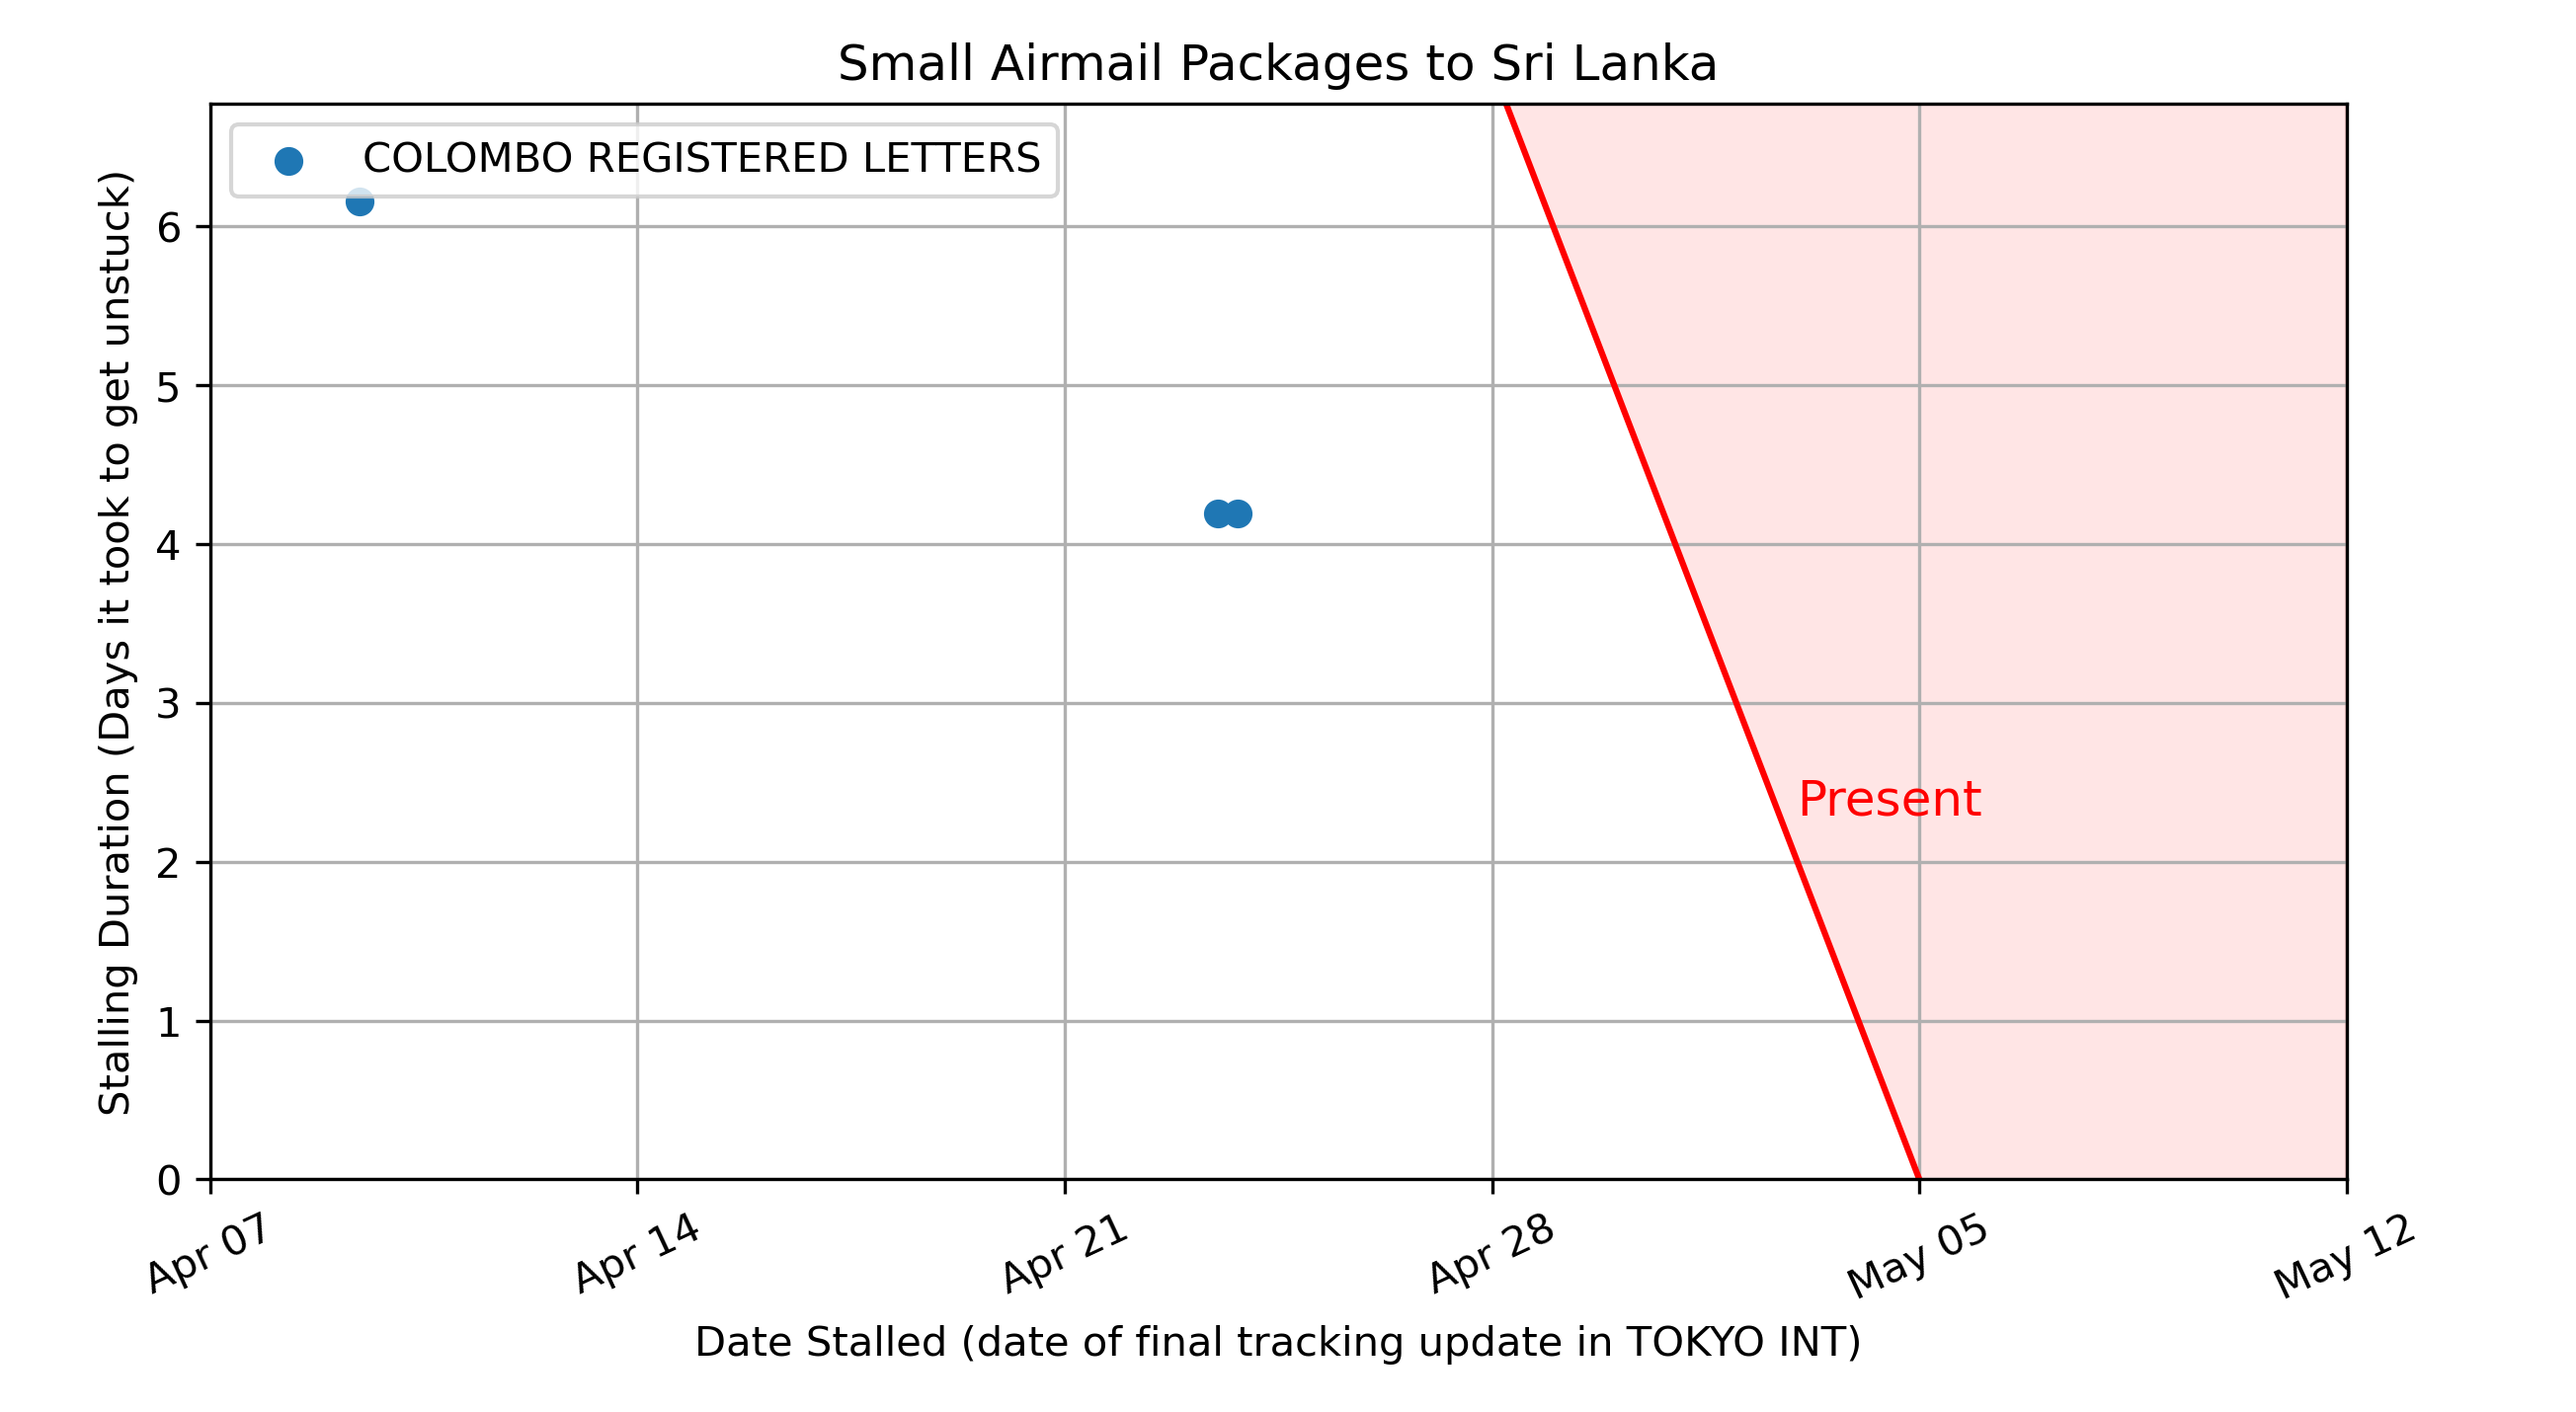 Small Airmail Packages to Sri Lanka
COLOMBO REGISTERED LETTERS
Stalling Duration (Days it took to get unstuck)
6
5
4
3
2
1
0
Present
Apr 07
Apr 14
Apr 21
Apr 28
May 05
May 12
Date Stalled (date of final tracking update in TOKYO INT)